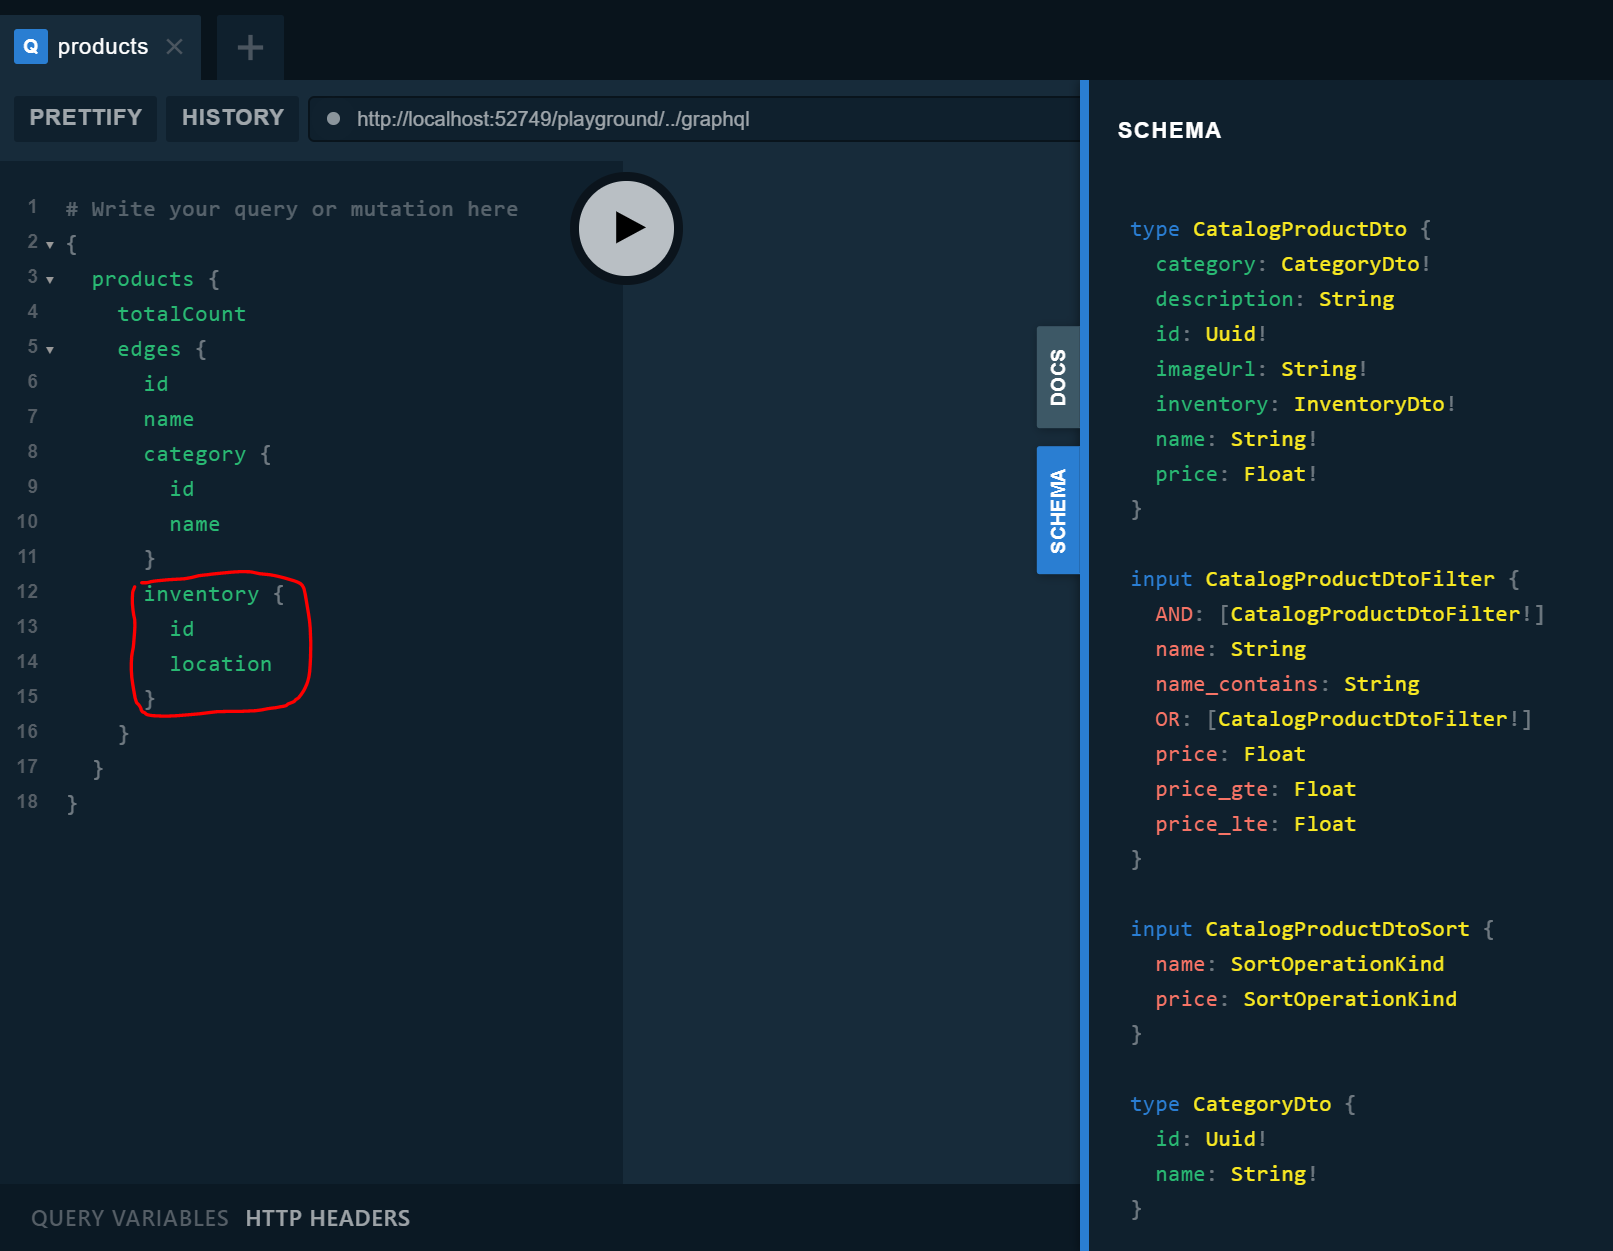 Q products ✕ +
PRETTIFY HISTORY http://localhost:52749/playground/../graphql
1 # Write your query or mutation here
2 {
3 products {
4 totalCount
5 edges {
6 id
7 name
8 category {
9 id
10 name
11 }
12 inventory {
13 id
14 location
15 }
16 }
17 }
18 }
QUERY VARIABLES HTTP HEADERS
DOCS
SCHEMA
SCHEMA
type CatalogProductDto {
category: CategoryDto!
description: String
id: Uuid!
imageUrl: String!
inventory: InventoryDto!
name: String!
price: Float!
}
input CatalogProductDtoFilter {
AND: [CatalogProductDtoFilter!]
name: String
name_contains: String
OR: [CatalogProductDtoFilter!]
price: Float
price_gte: Float
price_lte: Float
}
input CatalogProductDtoSort {
name: SortOperationKind
price: SortOperationKind
}
type CategoryDto {
id: Uuid!
name: String!
}